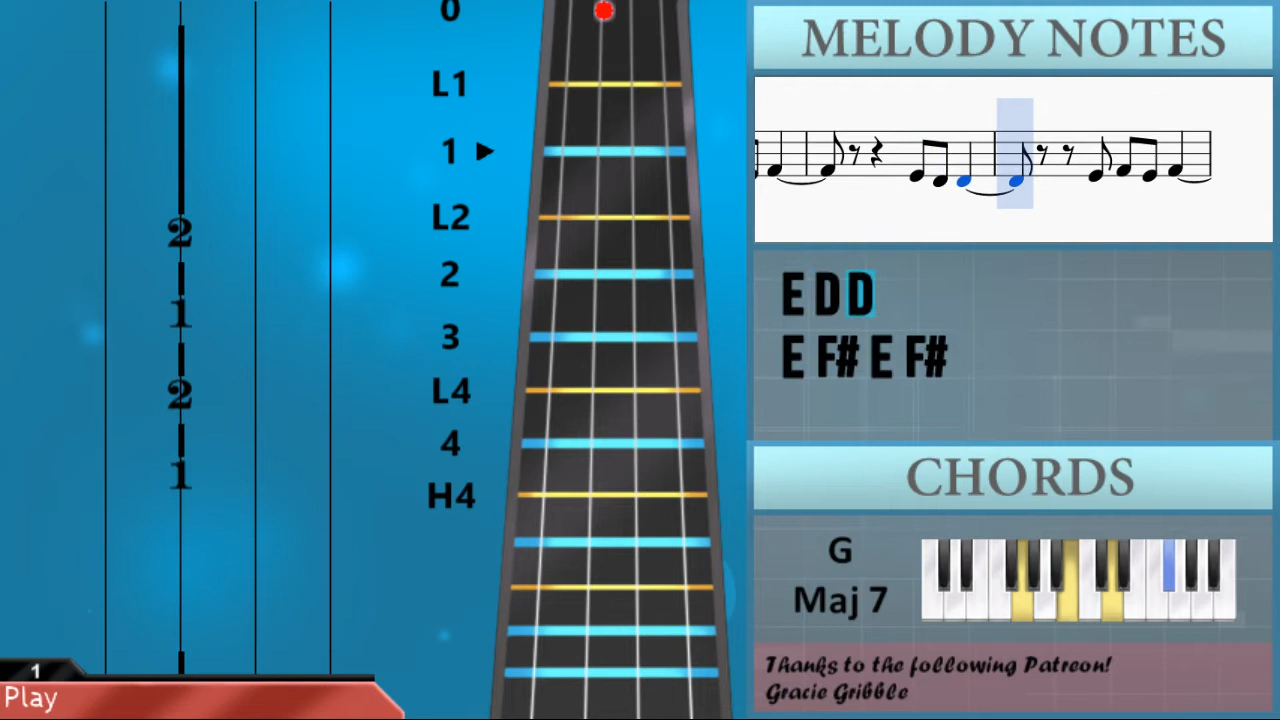 2
1
2
1
1
Play
0
L1
1
L2
2
3
L4
4
H4
MELODY NOTES
E D D
E F# E F#
CHORDS
G
Maj 7
Thanks to the following Patreon!
Gracie Gribble